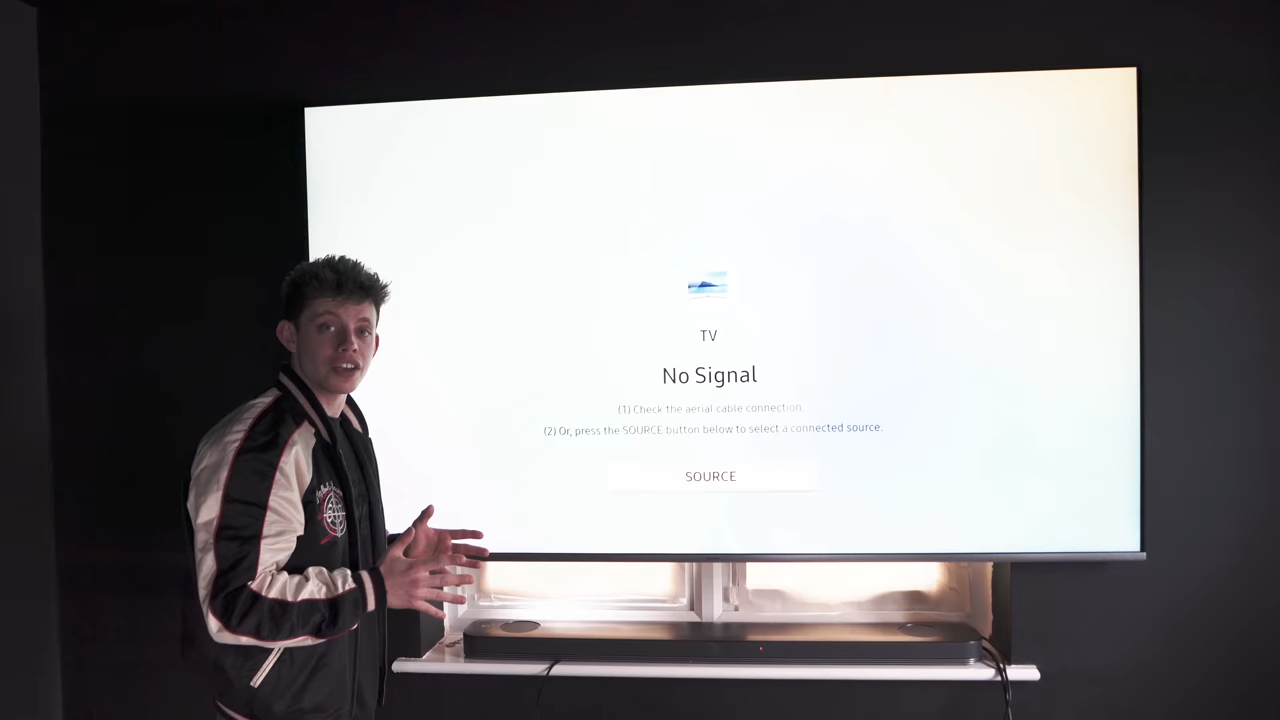 TV
No Signal
(1) Check the aerial cable connection.
(2) Or, press the SOURCE button below to select a connected source.
SOURCE